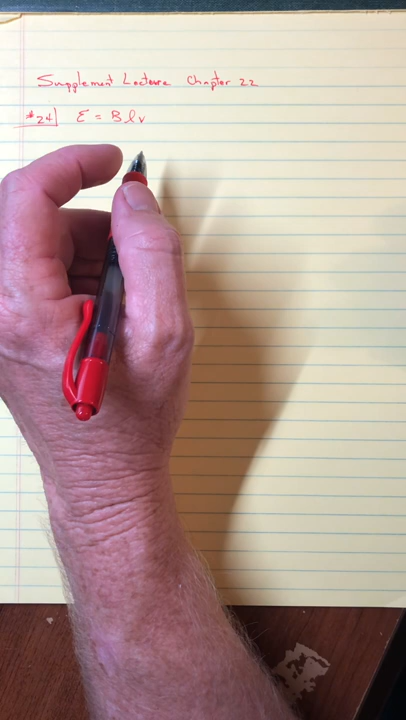 Supplement Lecture Chapter 22
#24| ε = Blv